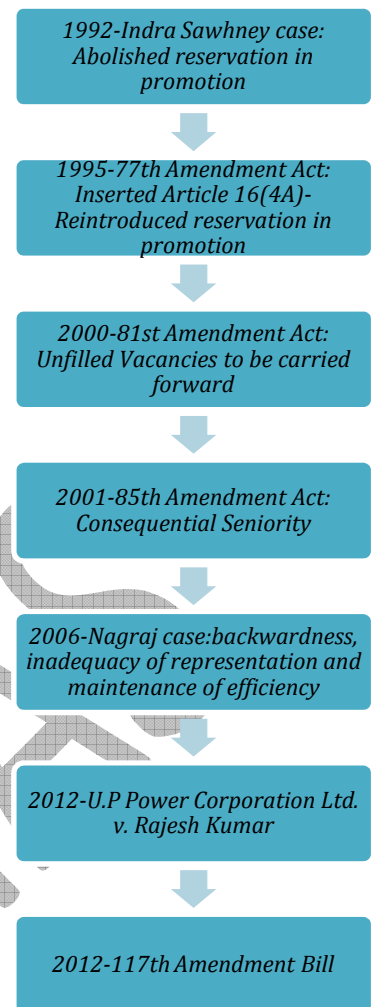 1992-Indra Sawhney case:
Abolished reservation in
promotion
1995-77th Amendment Act:
Inserted Article 16(4A)-
Reintroduced reservation in
promotion
2000-81st Amendment Act:
Unfilled Vacancies to be carried
forward
2001-85th Amendment Act:
Consequential Seniority
2006-Nagraj case:backwardness,
inadequacy of representation and
maintenance of efficiency
2012-U.P Power Corporation Ltd.
v. Rajesh Kumar
2012-117th Amendment Bill